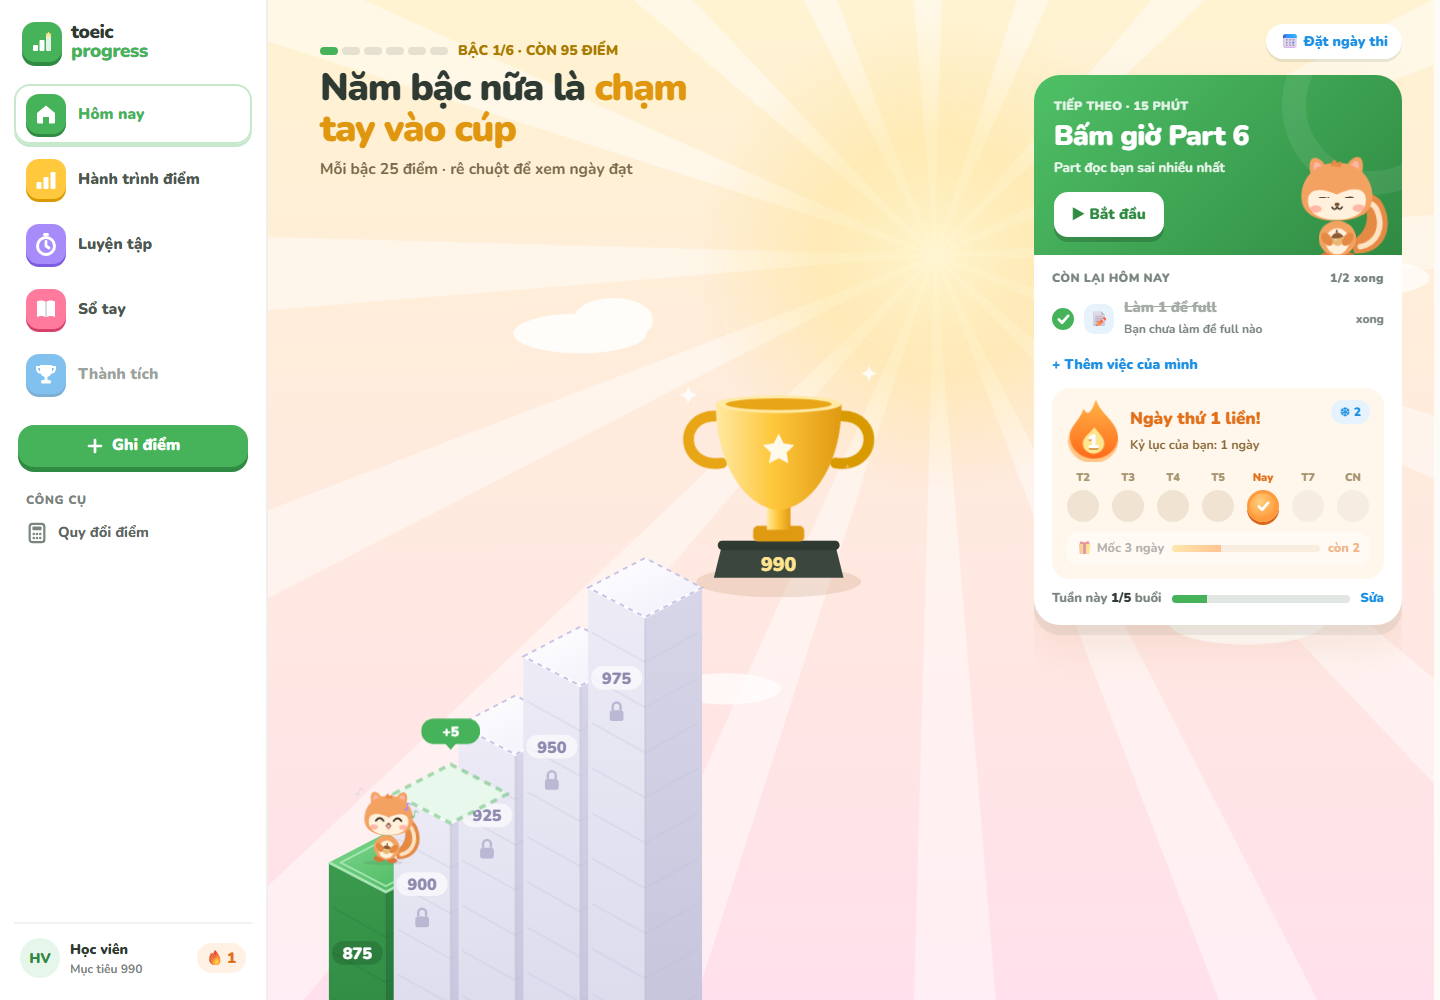 toeic
progress
Hôm nay
Hành trình điểm
Luyện tập
Sổ tay
Thành tích
+ Ghi điểm
CÔNG CỤ
Quy đổi điểm
HV
Học viên
Mục tiêu 990
1
BẬC 1/6 · CÒN 95 ĐIỂM
Năm bậc nữa là chạm
tay vào cúp
Mỗi bậc 25 điểm · rê chuột để xem ngày đạt
990
975
950
+5
925
900
875
Đặt ngày thi
TIẾP THEO · 15 PHÚT
Bấm giờ Part 6
Part đọc bạn sai nhiều nhất
Bắt đầu
CÒN LẠI HÔM NAY 1/2 xong
Làm 1 đề full
Bạn chưa làm đề full nào
xong
+ Thêm việc của mình
1
Ngày thứ 1 liền!
2
Kỷ lục của bạn: 1 ngày
T2 T3 T4 T5 Nay T7 CN
Mốc 3 ngày còn 2
Tuần này 1/5 buổi Sửa